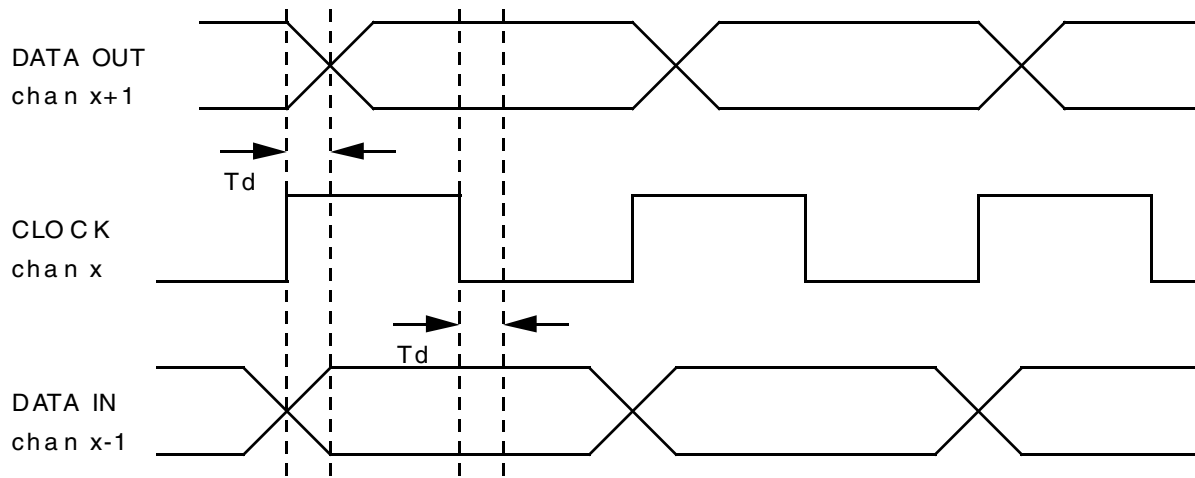 DATA OUT
chan x+1
Td
CLOCK
chan x
Td
DATA IN
chan x-1